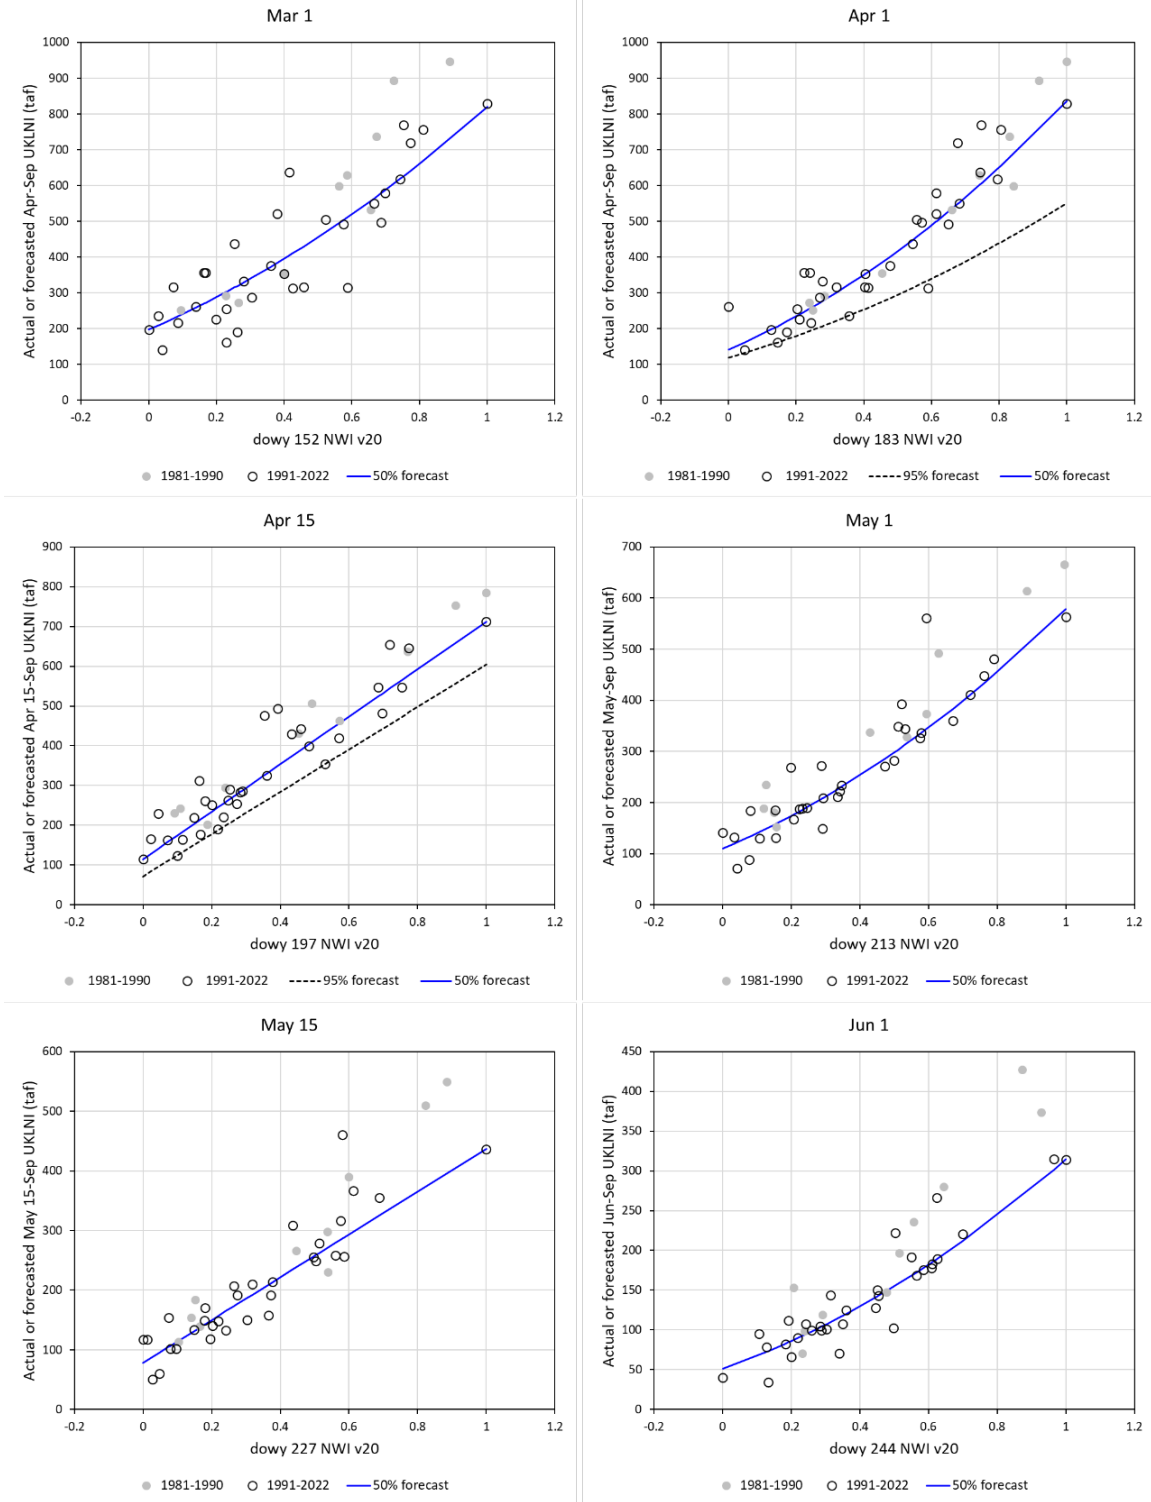 Mar 1
Actual or forecasted Apr-Sep UKLNI (taf)
1000
900
800
700
600
500
400
300
200
100
0
-0.2 0 0.2 0.4 0.6 0.8 1 1.2
dowy 152 NWI v20
1981-1990 1991-2022 50% forecast
Apr 1
Actual or forecasted Apr-Sep UKLNI (taf)
1000
900
800
700
600
500
400
300
200
100
0
-0.2 0 0.2 0.4 0.6 0.8 1 1.2
dowy 183 NWI v20
1981-1990 1991-2022 95% forecast 50% forecast
Apr 15
Actual or forecasted Apr 15-Sep UKLNI (taf)
900
800
700
600
500
400
300
200
100
0
-0.2 0 0.2 0.4 0.6 0.8 1 1.2
dowy 197 NWI v20
1981-1990 1991-2022 95% forecast 50% forecast
May 1
Actual or forecasted May-Sep UKLNI (taf)
700
600
500
400
300
200
100
0
-0.2 0 0.2 0.4 0.6 0.8 1 1.2
dowy 213 NWI v20
1981-1990 1991-2022 50% forecast
May 15
Actual or forecasted May 15-Sep UKLNI (taf)
600
500
400
300
200
100
0
-0.2 0 0.2 0.4 0.6 0.8 1 1.2
dowy 227 NWI v20
1981-1990 1991-2022 50% forecast
Jun 1
Actual or forecasted Jun-Sep UKLNI (taf)
450
400
350
300
250
200
150
100
50
0
-0.2 0 0.2 0.4 0.6 0.8 1 1.2
dowy 244 NWI v20
1981-1990 1991-2022 50% forecast